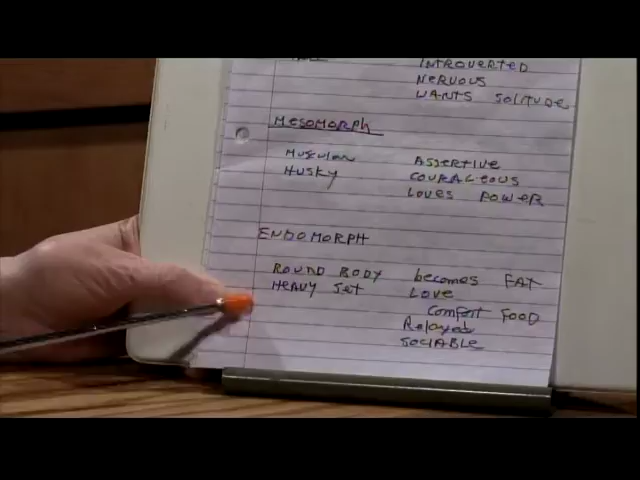 INTROVERTED
NERVOUS
WANTS SOLITUDE
MESOMORPh
MUSCULAR ASSERTIVE
HUSKY COURAGEOUS
LOVES POWER
ENDOMORPH
ROUND BODY becomes FAT
HEAVY Set LOVE
Comfort FOOD
Relaxed
SOCIABLE